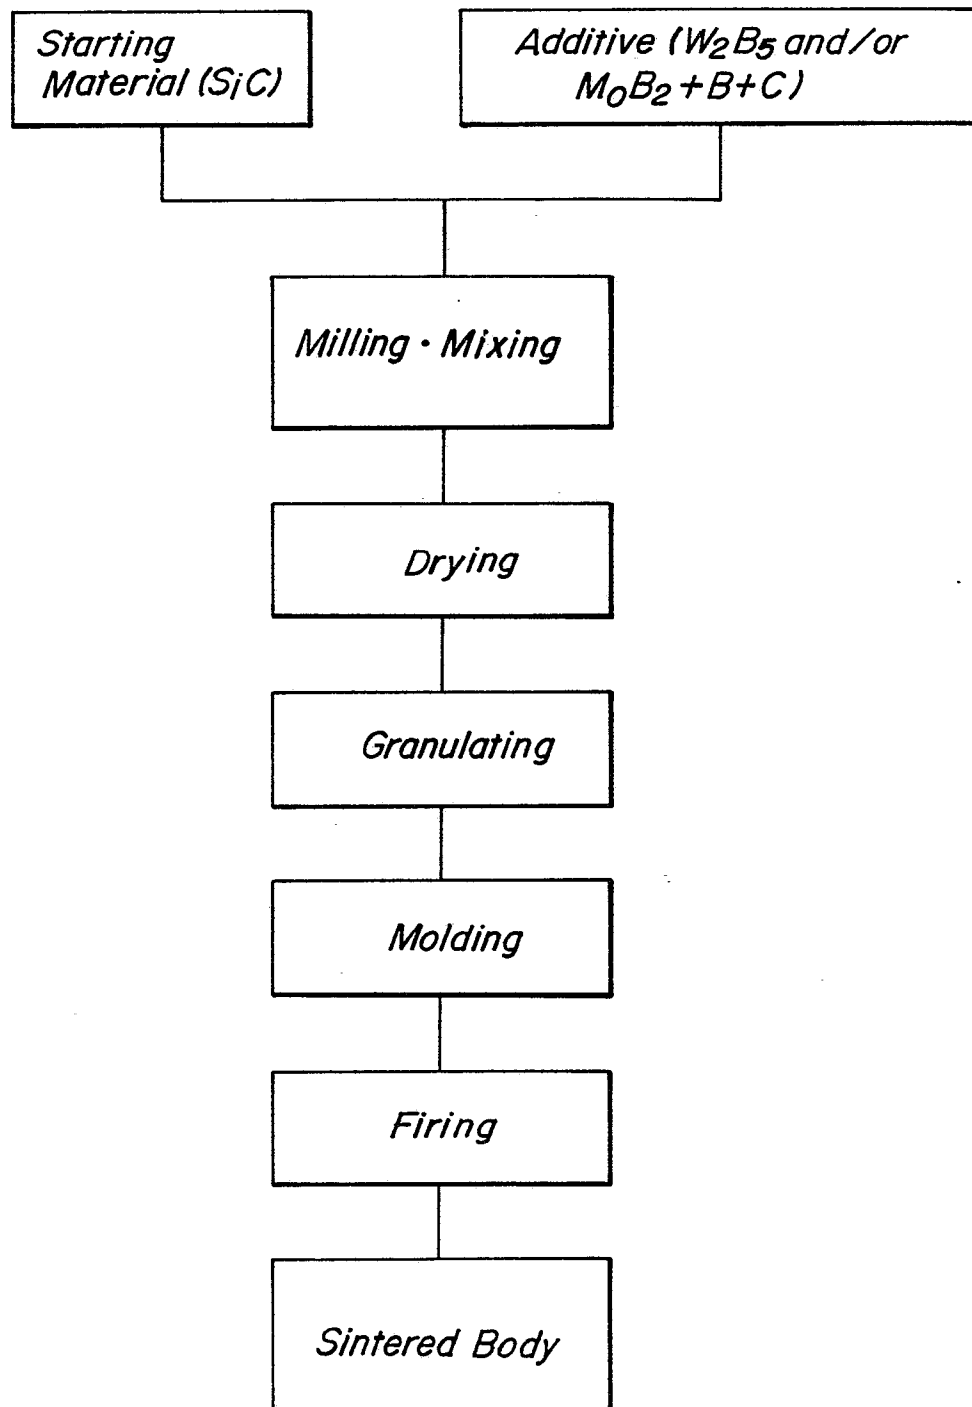 Starting
Material (SiC)
Additive (W2B5 and/or
MoB2+B+C)
Milling・Mixing
Drying
Granulating
Molding
Firing
Sintered Body